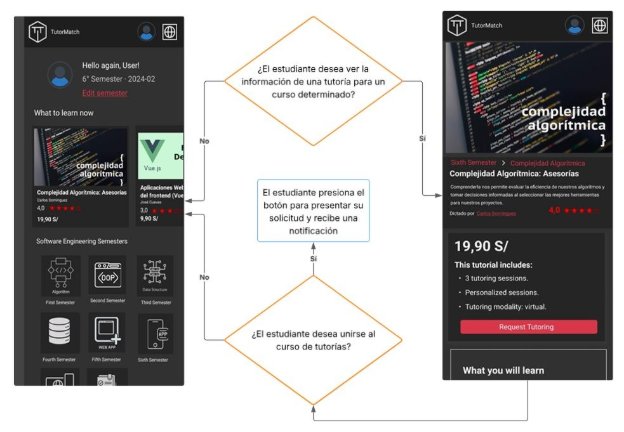 TutorMatch
Hello again, User!
6° Semester · 2024-02
Edit semester
What to learn now
{
complejidad
algorítmica
}
Complejidad Algorítmica: Asesorías
Carlos Dominguez
4,0
19,90 S/
Vue.js
Aplicaciones Web
del frontend (Vue
José Cuevas
3,0
9,90 S/
Software Engineering Semesters
Algorithm
First Semester
OOP
Second Semester
Data Structure
Third Semester
Fourth Semester
WEB APP
Fifth Semester
APP
Sixth Semester
¿El estudiante desea ver la
información de una tutoría para un
curso determinado?
No
Sí
El estudiante presiona el
botón para presentar su
solicitud y recibe una
notificación
Sí
No
¿El estudiante desea unirse al
curso de tutorías?
TutorMatch
{
complejidad
algorítmica
}
Sixth Semester > Complejidad Algorítmica
Complejidad Algorítmica: Asesorías
Comprenderla nos permite evaluar la eficiencia de nuestros algoritmos y
tomar decisiones informadas al seleccionar las mejores herramientas
para nuestros proyectos.
Dictado por Carlos Dominguez
4,0
19,90 S/
This tutorial includes:
• 3 tutoring sessions.
• Personalized sessions.
• Tutoring modality: virtual.
Request Tutoring
What you will learn